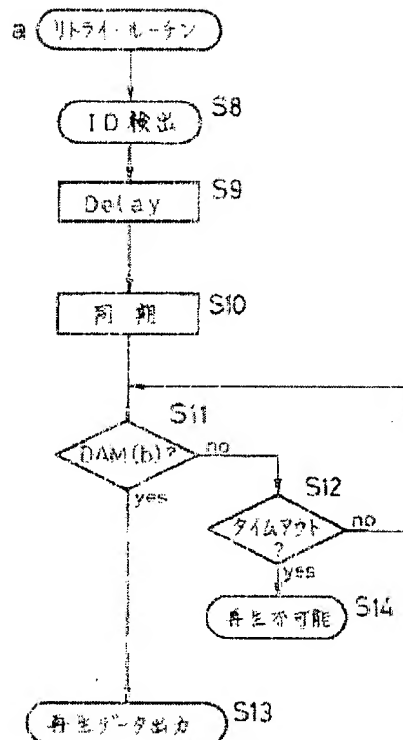 a リトライ・ルーチン
ID検出 S8
Delay S9
同期 S10
S11
DAM(b)? no
yes
S12
タイムアウト
? no
yes
再生不可能 S14
再生データ出力 S13